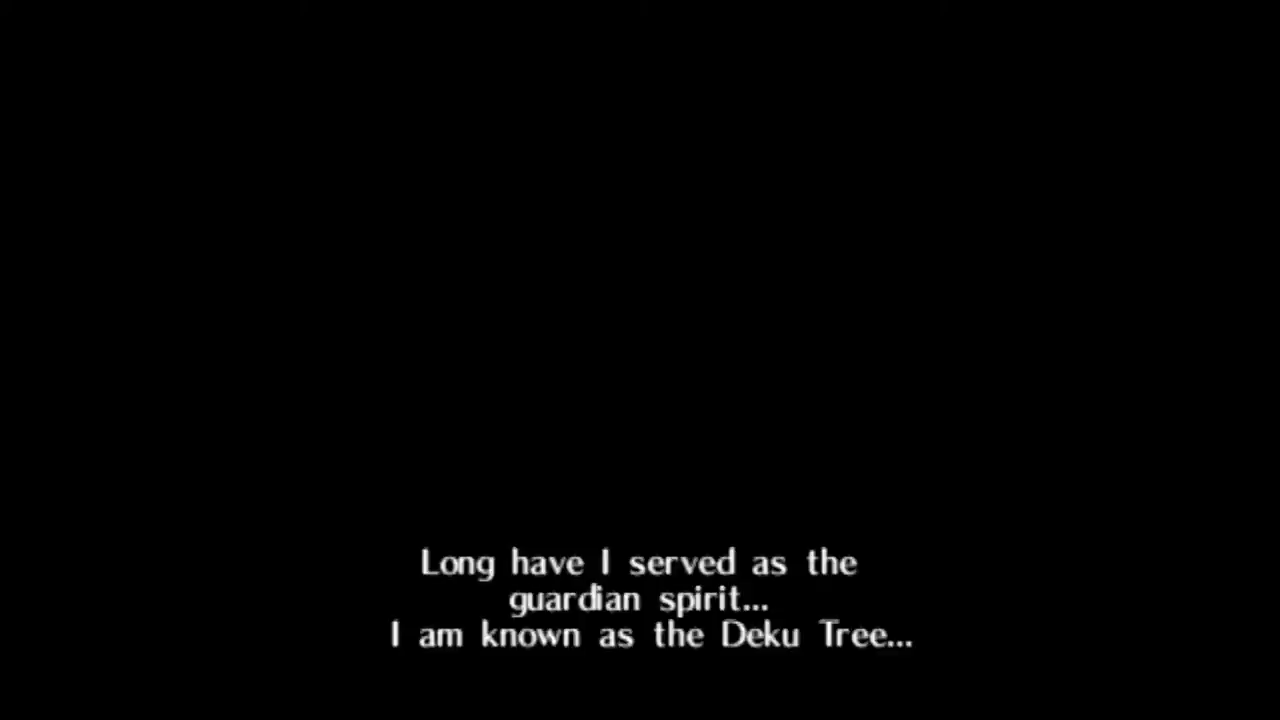 Long have I served as the
guardian spirit...
I am known as the Deku Tree...